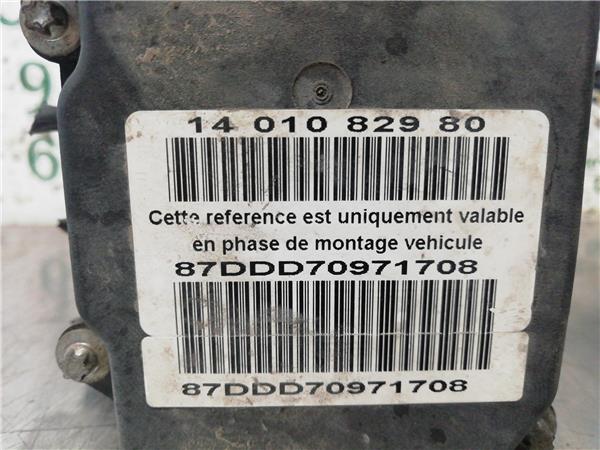 14 010 829 80
Cette reference est uniquement valable
en phase de montage vehicule
87DDD70971708
87DDD70971708